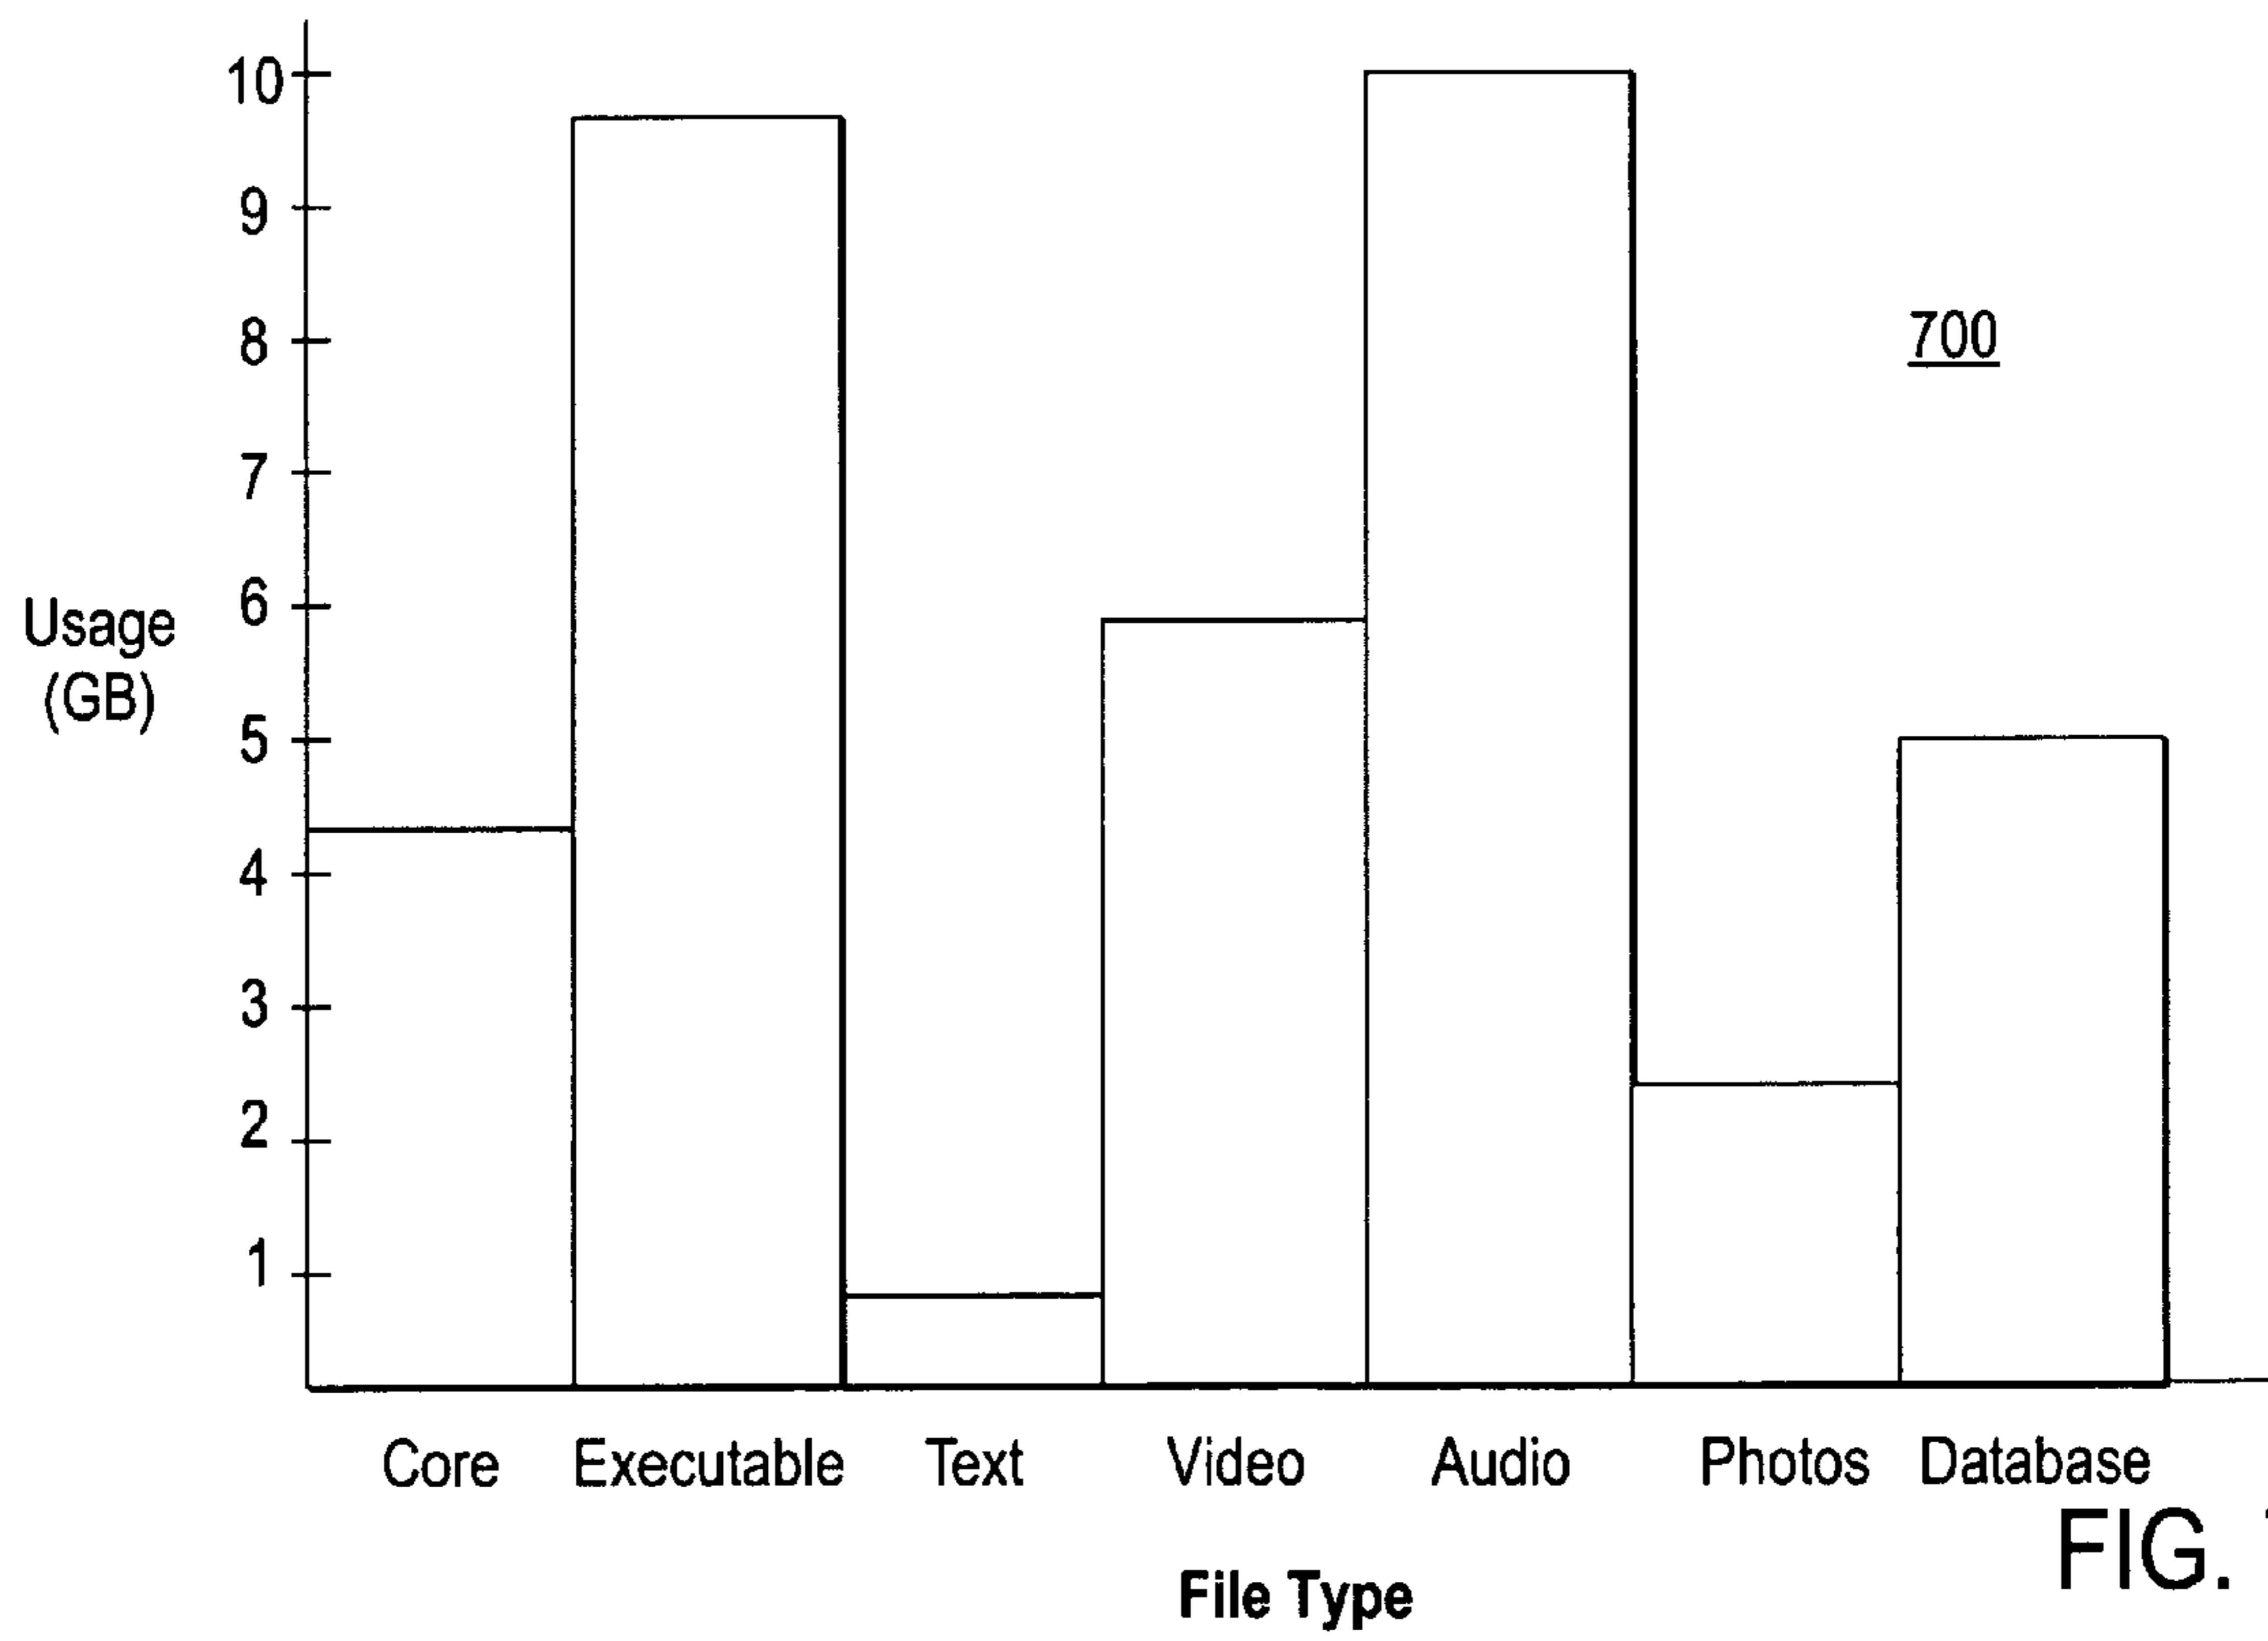 10
9
8
7
6
5
4
3
2
1
Usage
(GB)
700
Core Executable Text Video Audio Photos Database
File Type
FIG.